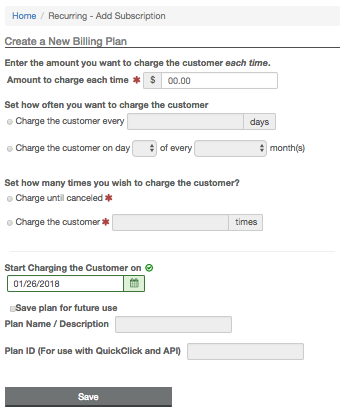 Home / Recurring - Add Subscription
Create a New Billing Plan
Enter the amount you want to charge the customer each time.
Amount to charge each time * $ 00.00
Set how often you want to charge the customer
Charge the customer every days
Charge the customer on day of every month(s)
Set how many times you wish to charge the customer?
Charge until canceled *
Charge the customer * times
Start Charging the Customer on
01/26/2018
Save plan for future use
Plan Name / Description
Plan ID (For use with QuickClick and API)
Save